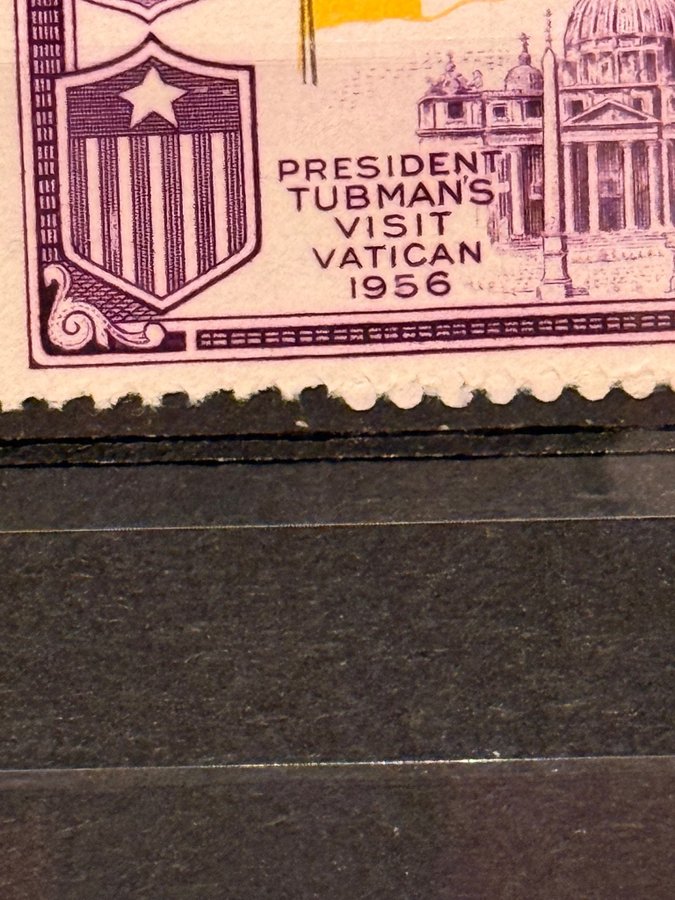 PRESIDENT
TUBMAN'S
VISIT
VATICAN
1956